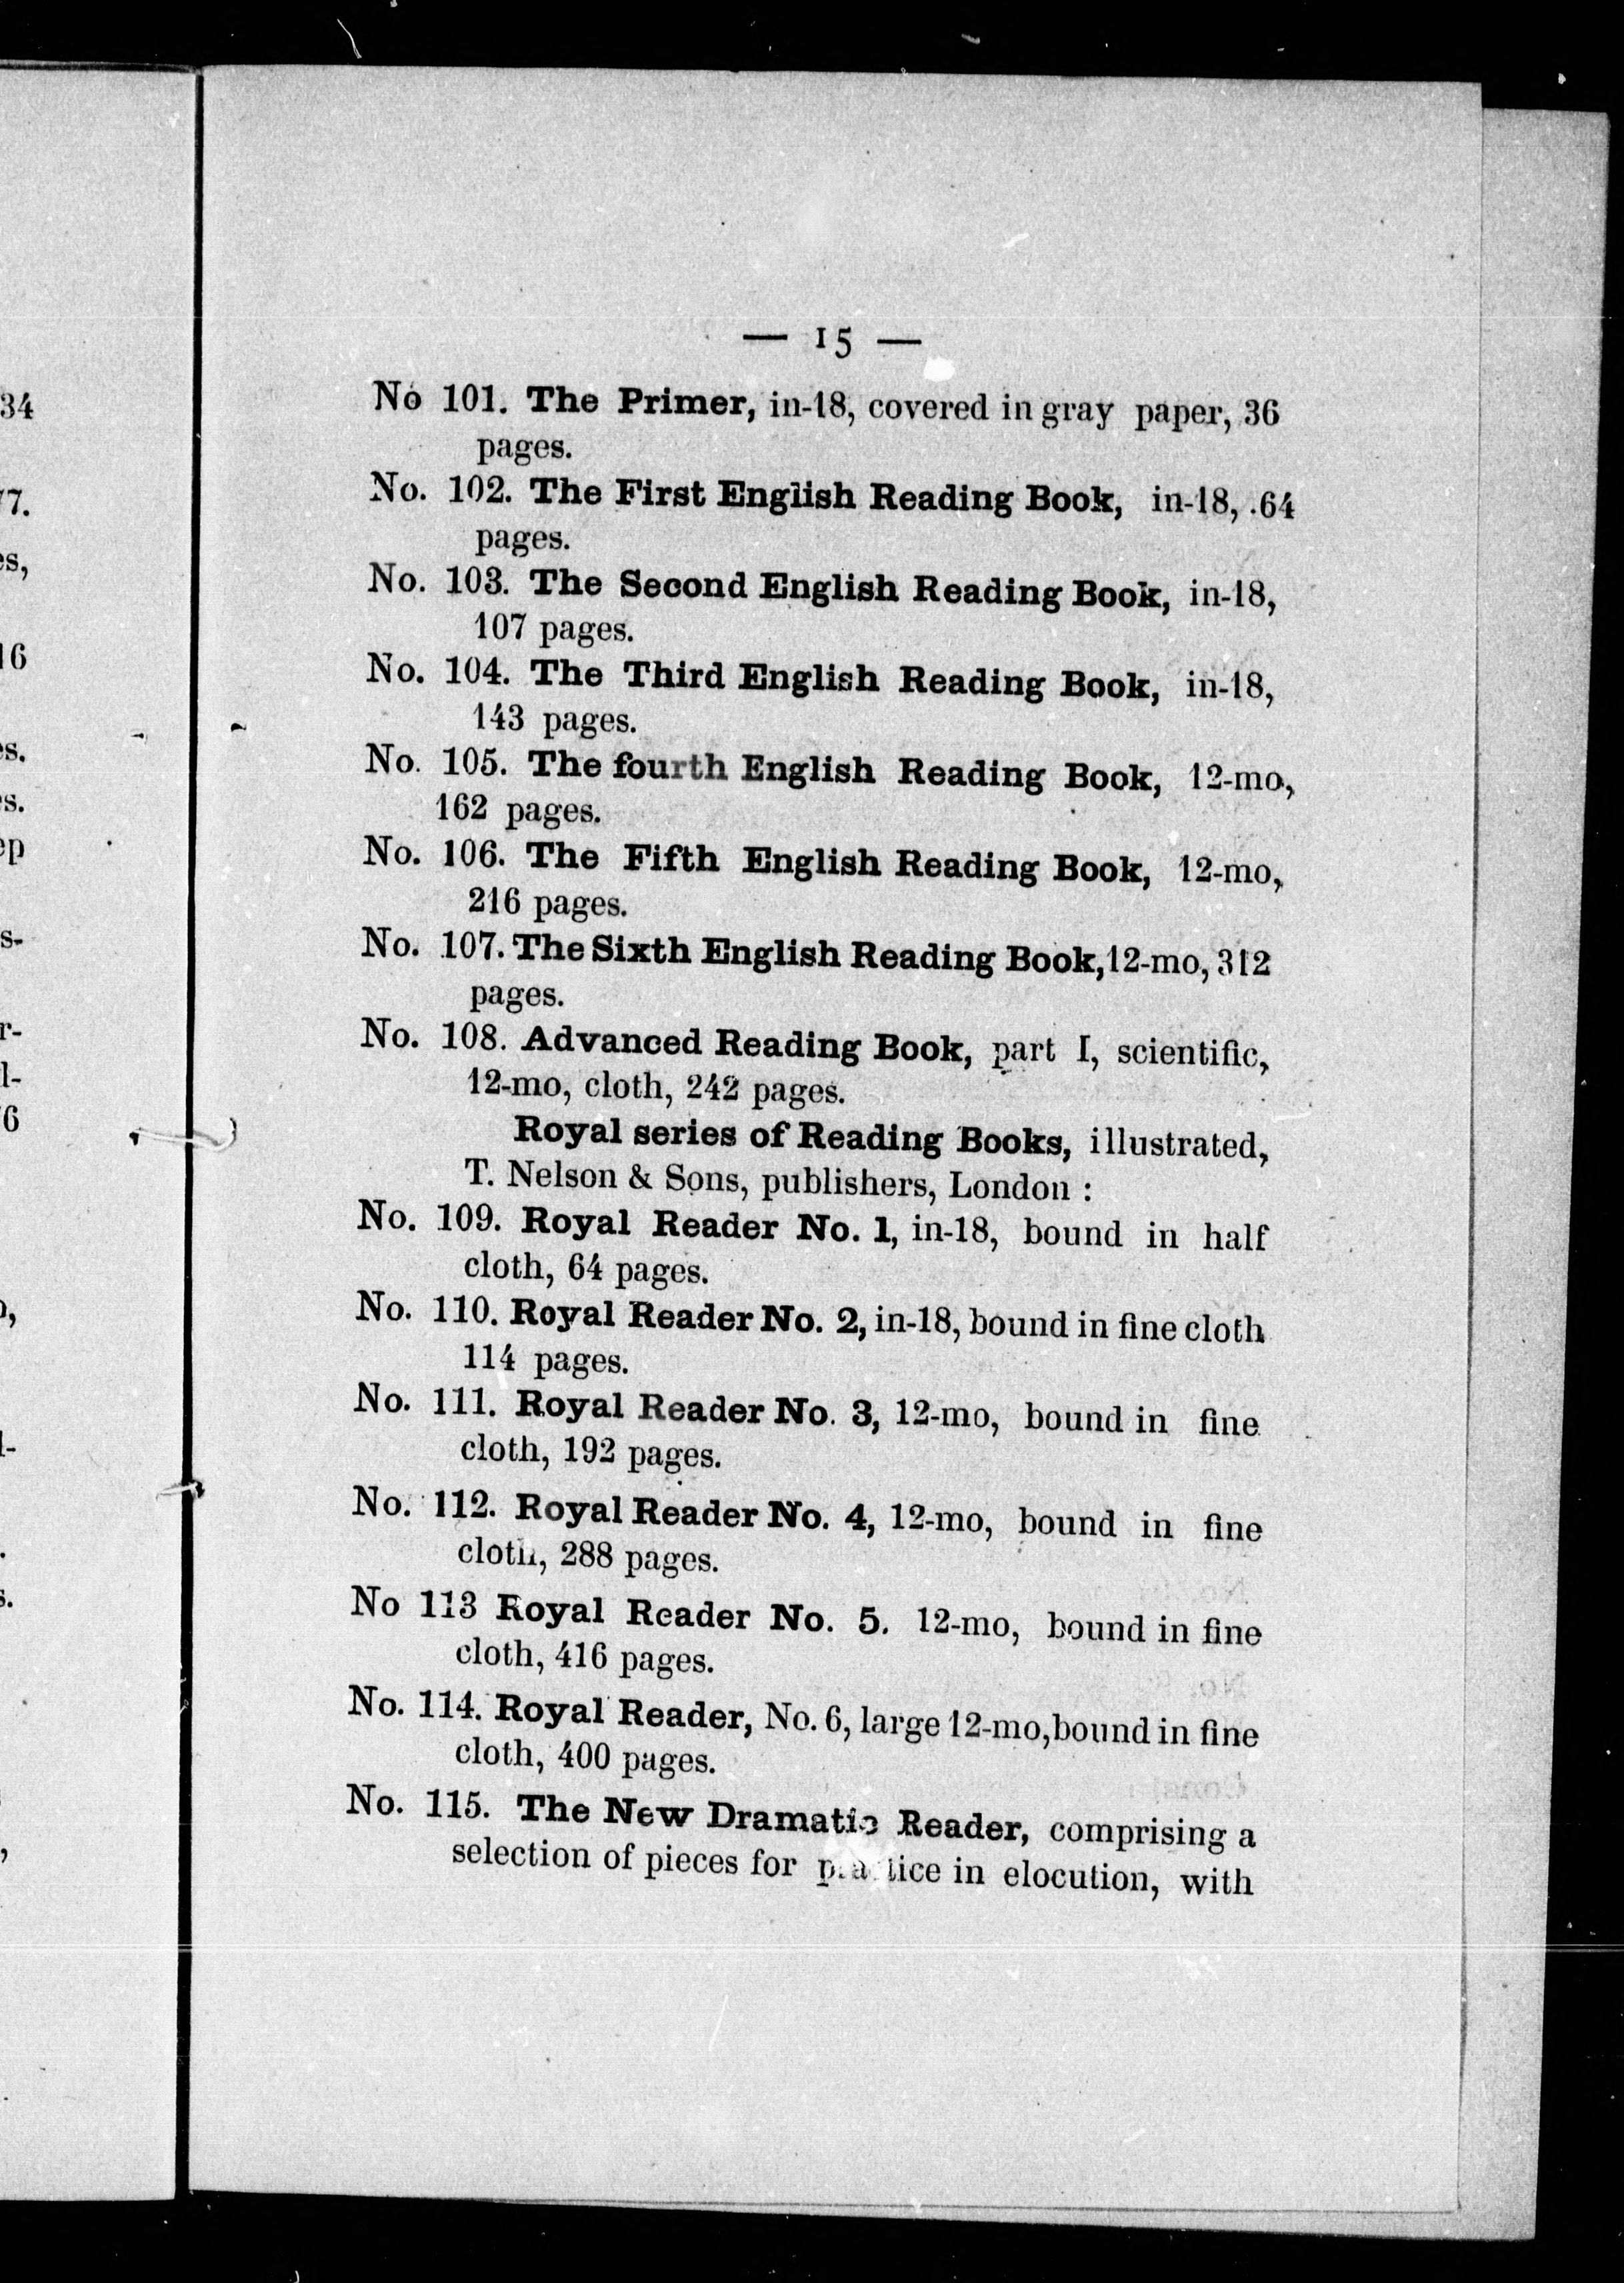 — 15 —
No 101. The Primer, in-18, covered in gray paper, 36
pages.
No. 102. The First English Reading Book, in-18, .64
pages.
No. 103. The Second English Reading Book, in-18,
107 pages.
No. 104. The Third English Reading Book, in-18,
143 pages.
No. 105. The fourth English Reading Book, 12-mo,
162 pages.
No. 106. The Fifth English Reading Book, 12-mo,
216 pages.
No. 107. The Sixth English Reading Book, 12-mo, 312
pages.
No. 108. Advanced Reading Book, part I, scientific,
12-mo, cloth, 242 pages.
Royal series of Reading Books, illustrated,
T. Nelson & Sons, publishers, London :
No. 109. Royal Reader No. 1, in-18, bound in half
cloth, 64 pages.
No. 110. Royal Reader No. 2, in-18, bound in fine cloth
114 pages.
No. 111. Royal Reader No. 3, 12-mo, bound in fine
cloth, 192 pages.
No. 112. Royal Reader No. 4, 12-mo, bound in fine
cloth, 288 pages.
No 113 Royal Reader No. 5. 12-mo, bound in fine
cloth, 416 pages.
No. 114. Royal Reader, No. 6, large 12-mo, bound in fine
cloth, 400 pages.
No. 115. The New Dramatic Reader, comprising a
selection of pieces for practice in elocution, with